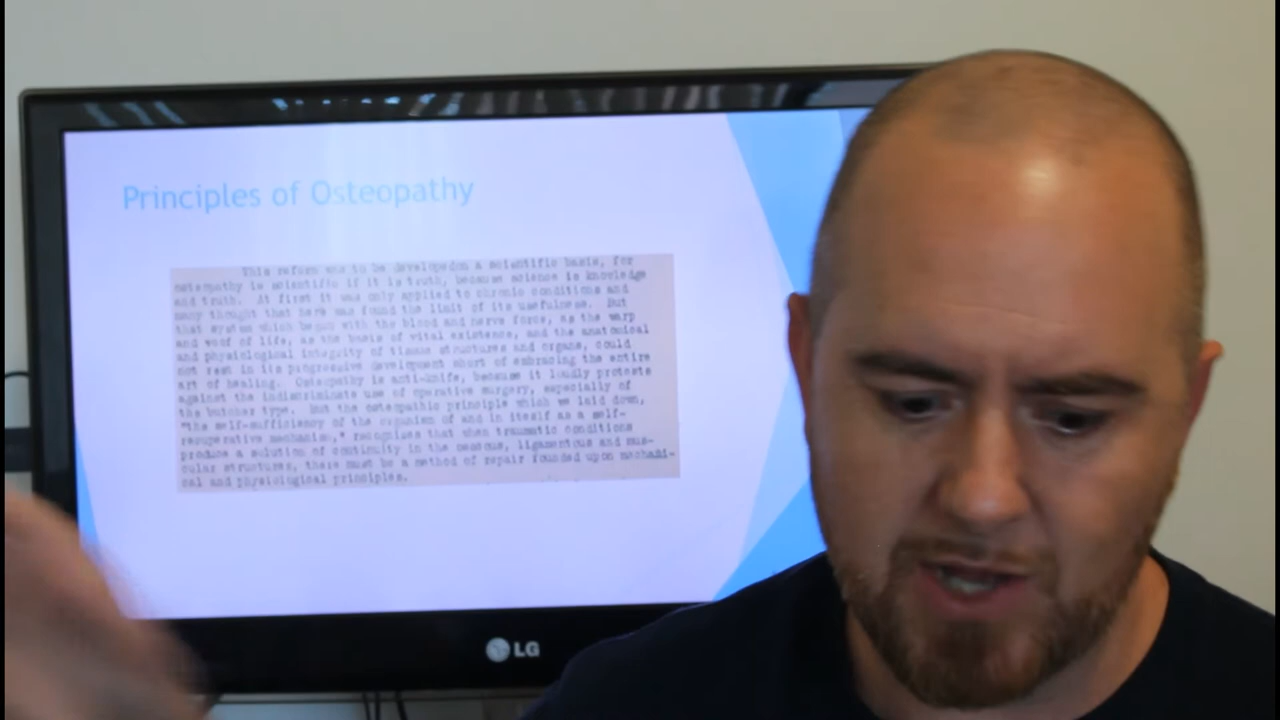 Principles of Osteopathy
This reform was to be developedon a scientific basis, for
osteopathy is scientific if it is truth, because science is knowledge
and truth. At first it was only applied to chronic conditions and
many thought that here was found the limit of its usefulness. But
that system which began with the blood and nerve force, as the warp
and woof of life, as the basis of vital existence, and the anatomical
and physiological integrity of tissue structures and organs, could
not rest in its progressive development short of embracing the entire
art of healing. Osteopathy is anti-knife, because it loudly protests
against the indiscriminate use of operative surgery, especially of
the butcher type. But the osteopathic principle which we laid down,
"the self-sufficiency of the organism of and in itself as a self-
recuperative mechanism," recognizes that when traumatic conditions
produce a solution of continuity in the osseous, ligamentous and mus-
cular structures, there must be a method of repair founded upon mechani-
cal and physiological principles.
LG